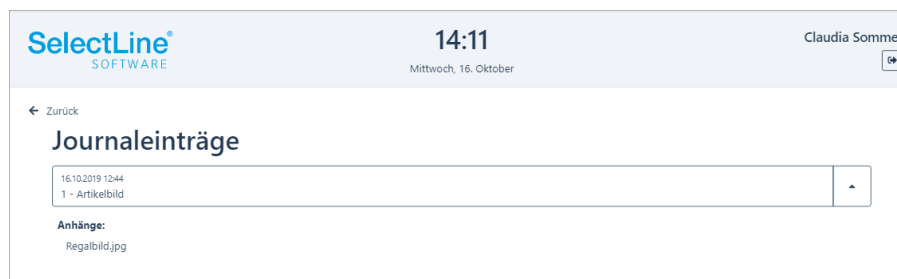 SelectLine®
SOFTWARE
14:11
Mittwoch, 16. Oktober
Claudia Somme
← Zurück
Journaleinträge
16.10.2019 12:44
1 - Artikelbild
Anhänge:
Regalbild.jpg